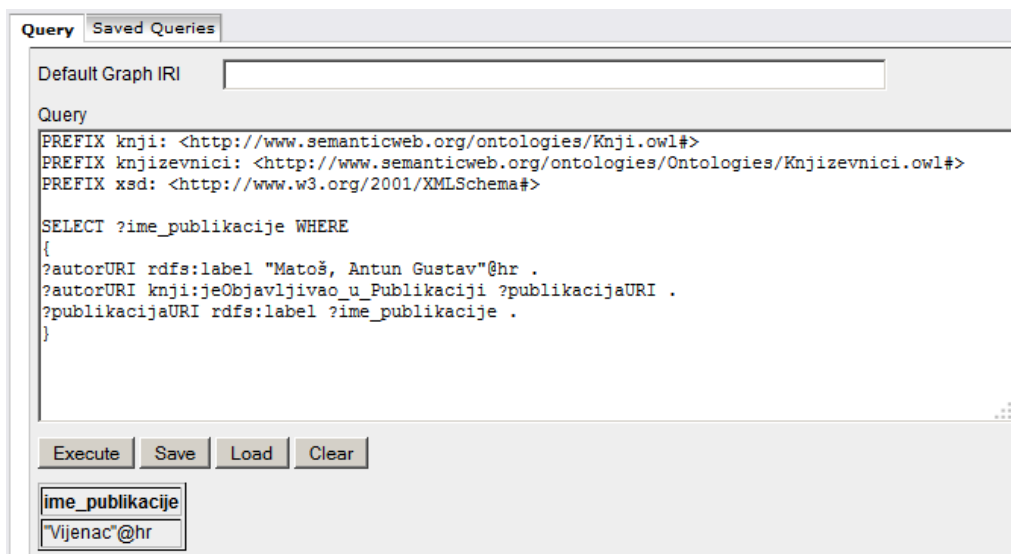 Query Saved Queries
Default Graph IRI
Query
PREFIX knji: <http://www.semanticweb.org/ontologies/Knji.owl#>
PREFIX knjizevnici: <http://www.semanticweb.org/ontologies/Ontologies/Knjizevnici.owl#>
PREFIX xsd: <http://www.w3.org/2001/XMLSchema#>
SELECT ?ime_publikacije WHERE
{
?autorURI rdfs:label "Matoš, Antun Gustav"@hr .
?autorURI knji:jeObjavljivao_u_Publikaciji ?publikacijaURI .
?publikacijaURI rdfs:label ?ime_publikacije .
}
Execute Save Load Clear
ime_publikacije
"Vijenac"@hr